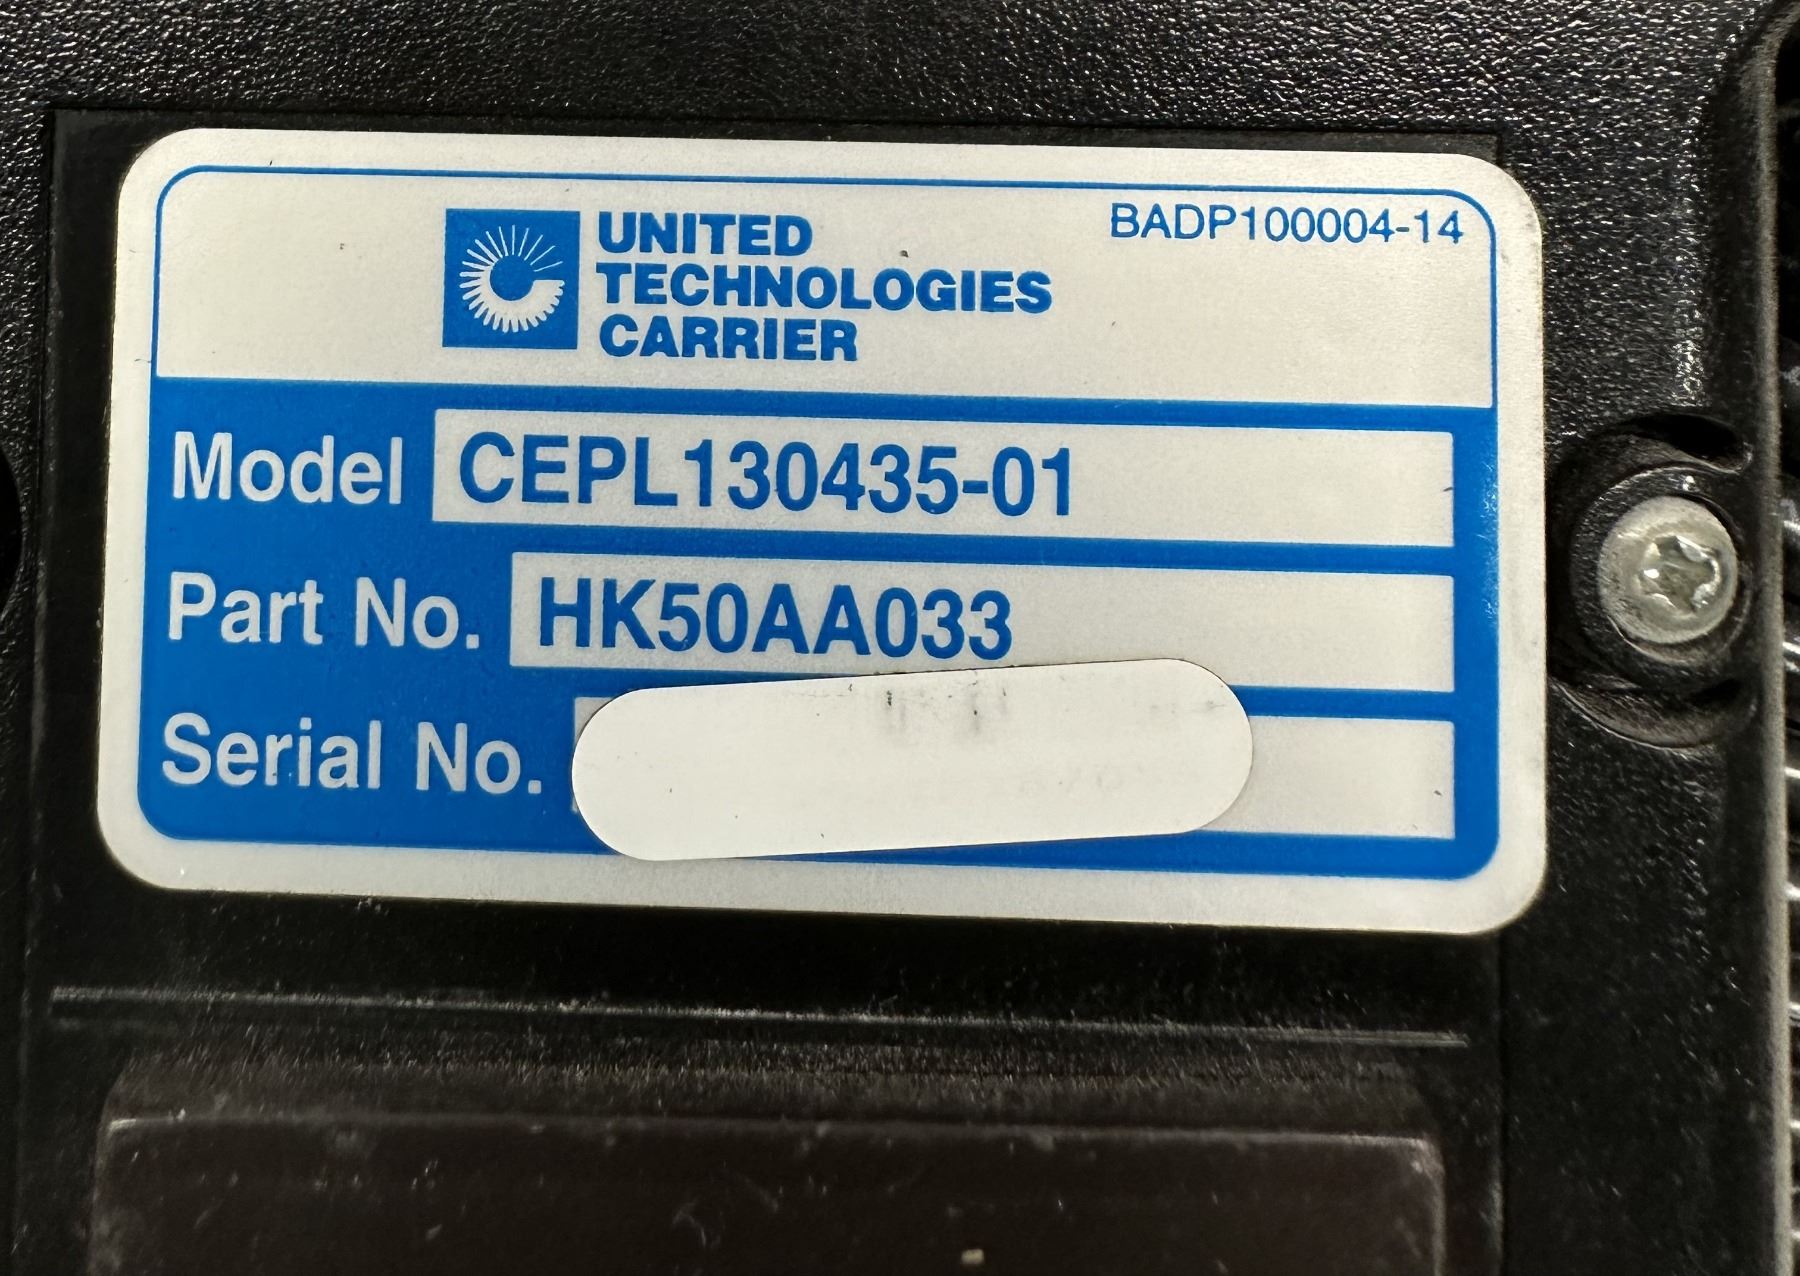 UNITED
TECHNOLOGIES
CARRIER
BADP100004-14
Model CEPL130435-01
Part No. HK50AA033
Serial No.